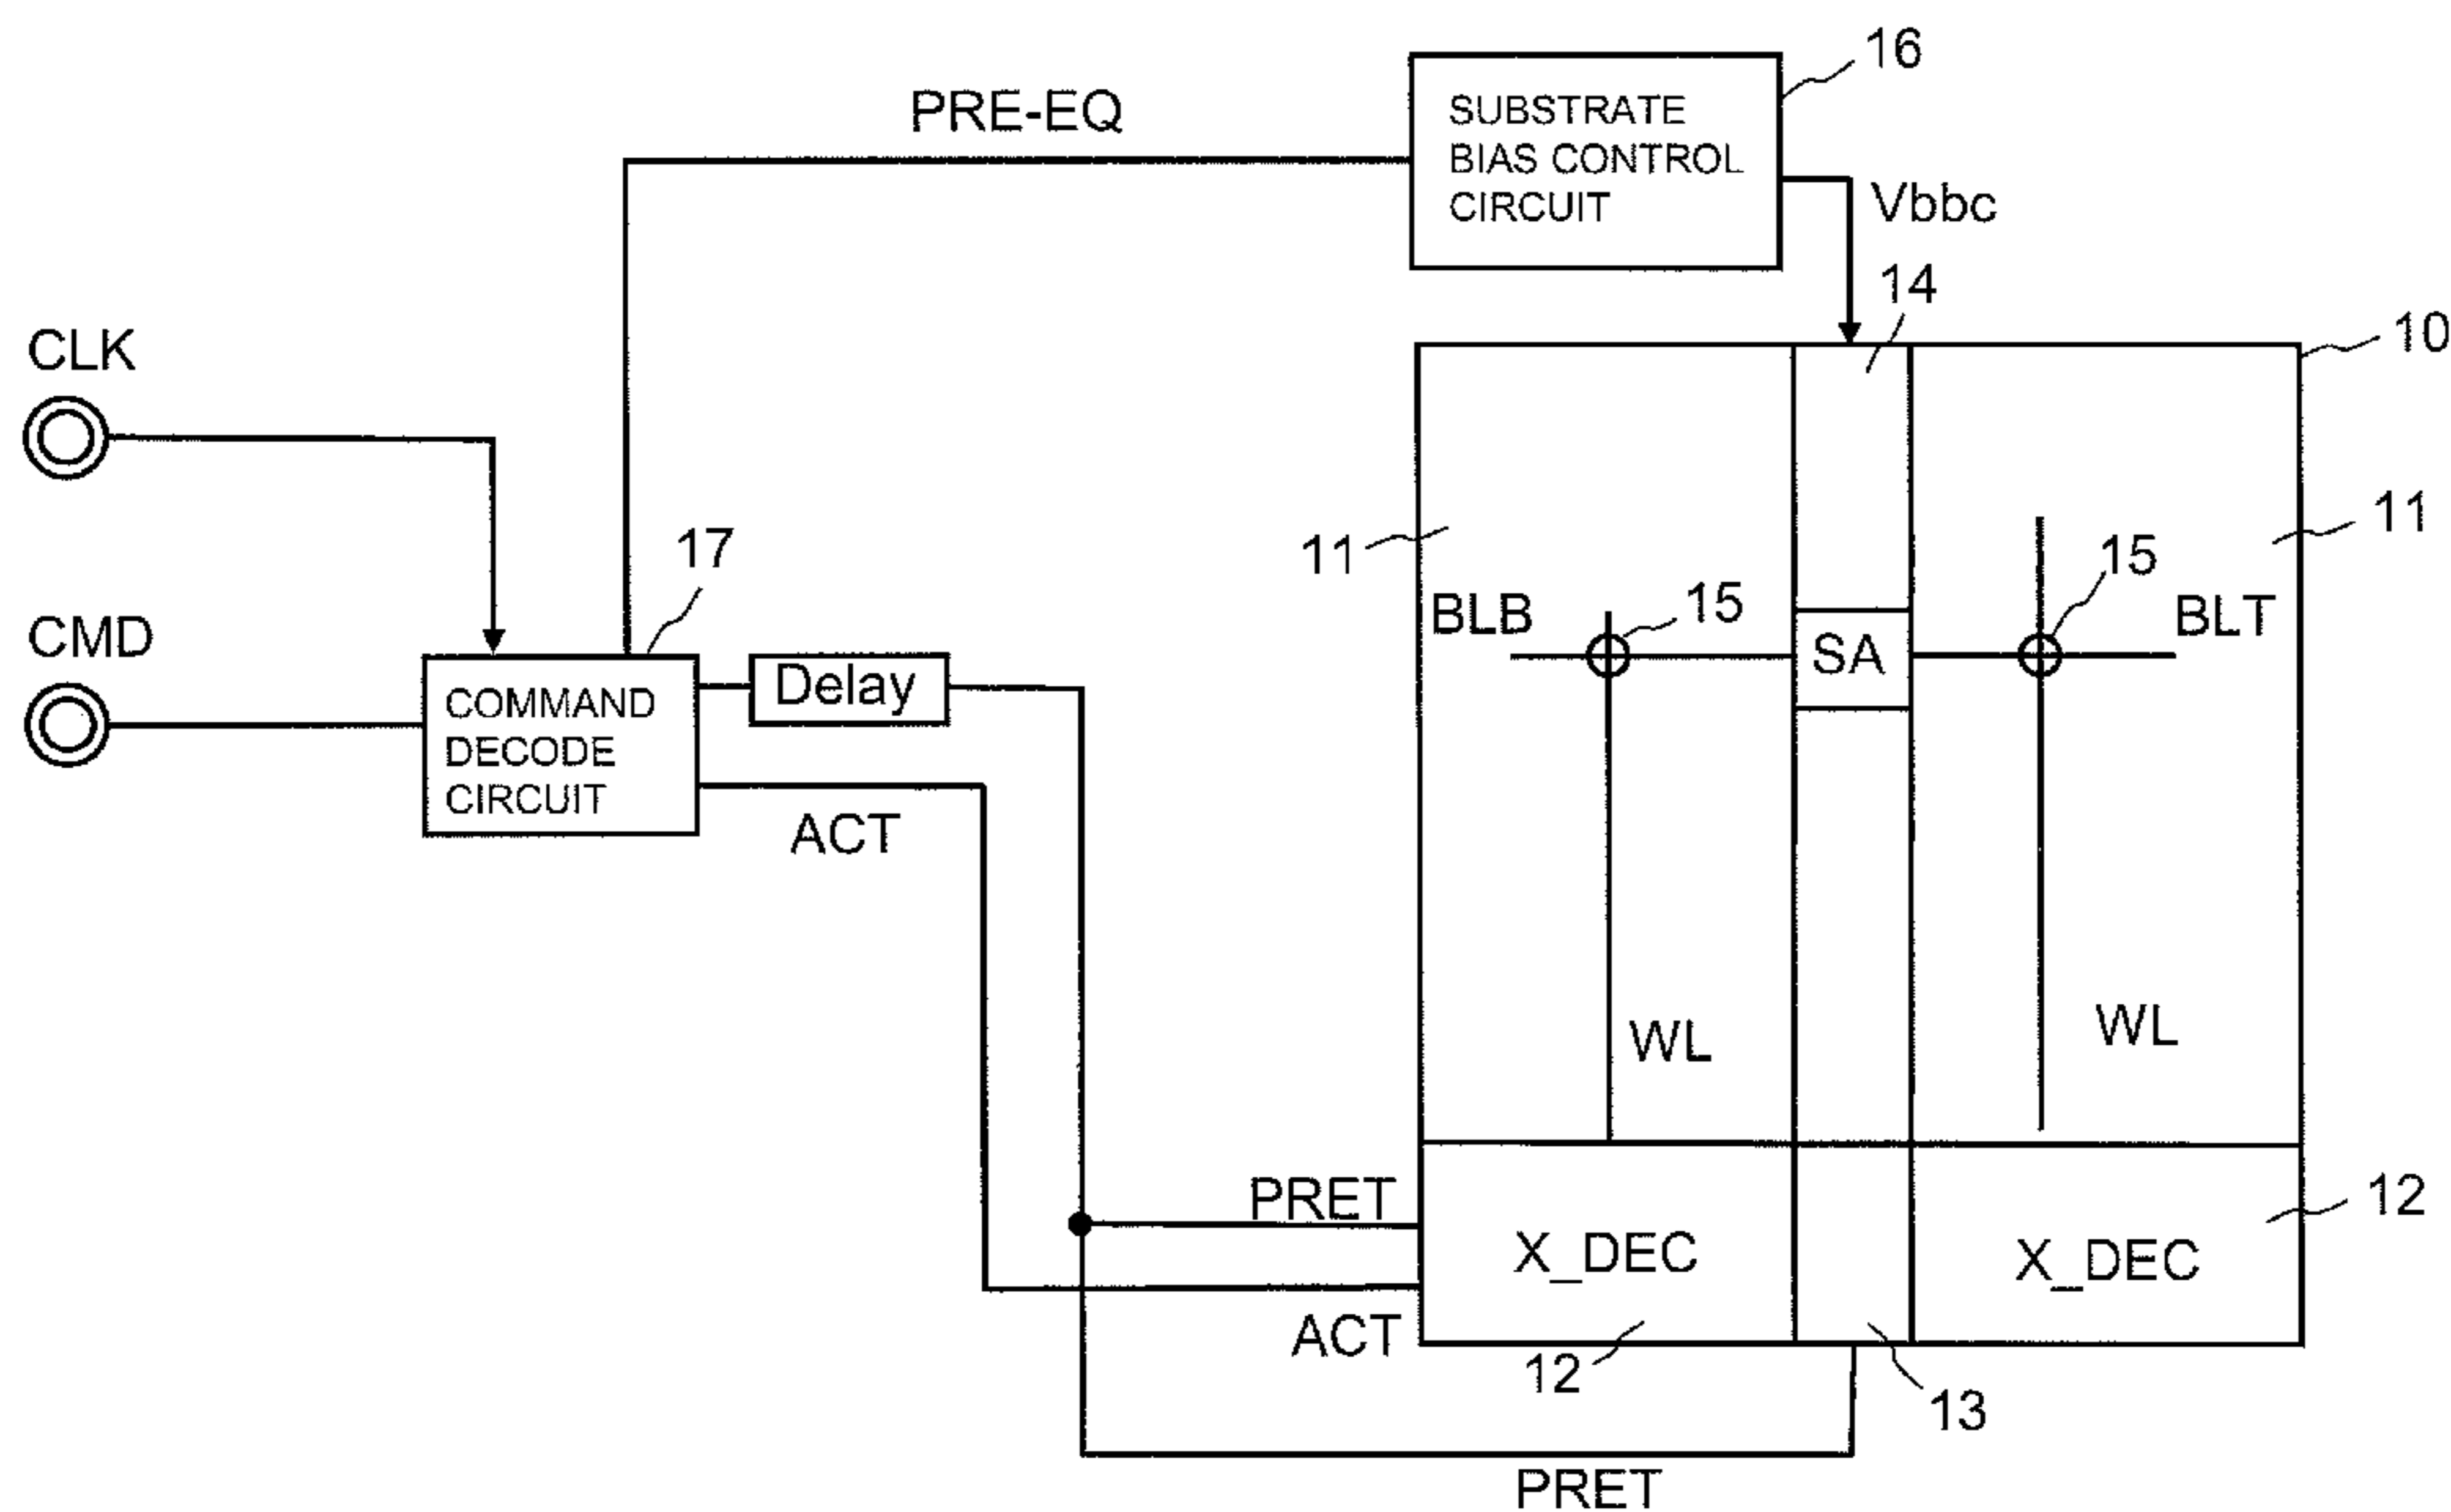 16
PRE-EQ
SUBSTRATE
BIAS CONTROL
CIRCUIT
Vbbc
14
10
CLK
11
17
11
15
15
BLB
BLT
CMD
SA
Delay
COMMAND
DECODE
CIRCUIT
ACT
WL
WL
PRET
12
X_DEC
X_DEC
ACT
12
13
PRET